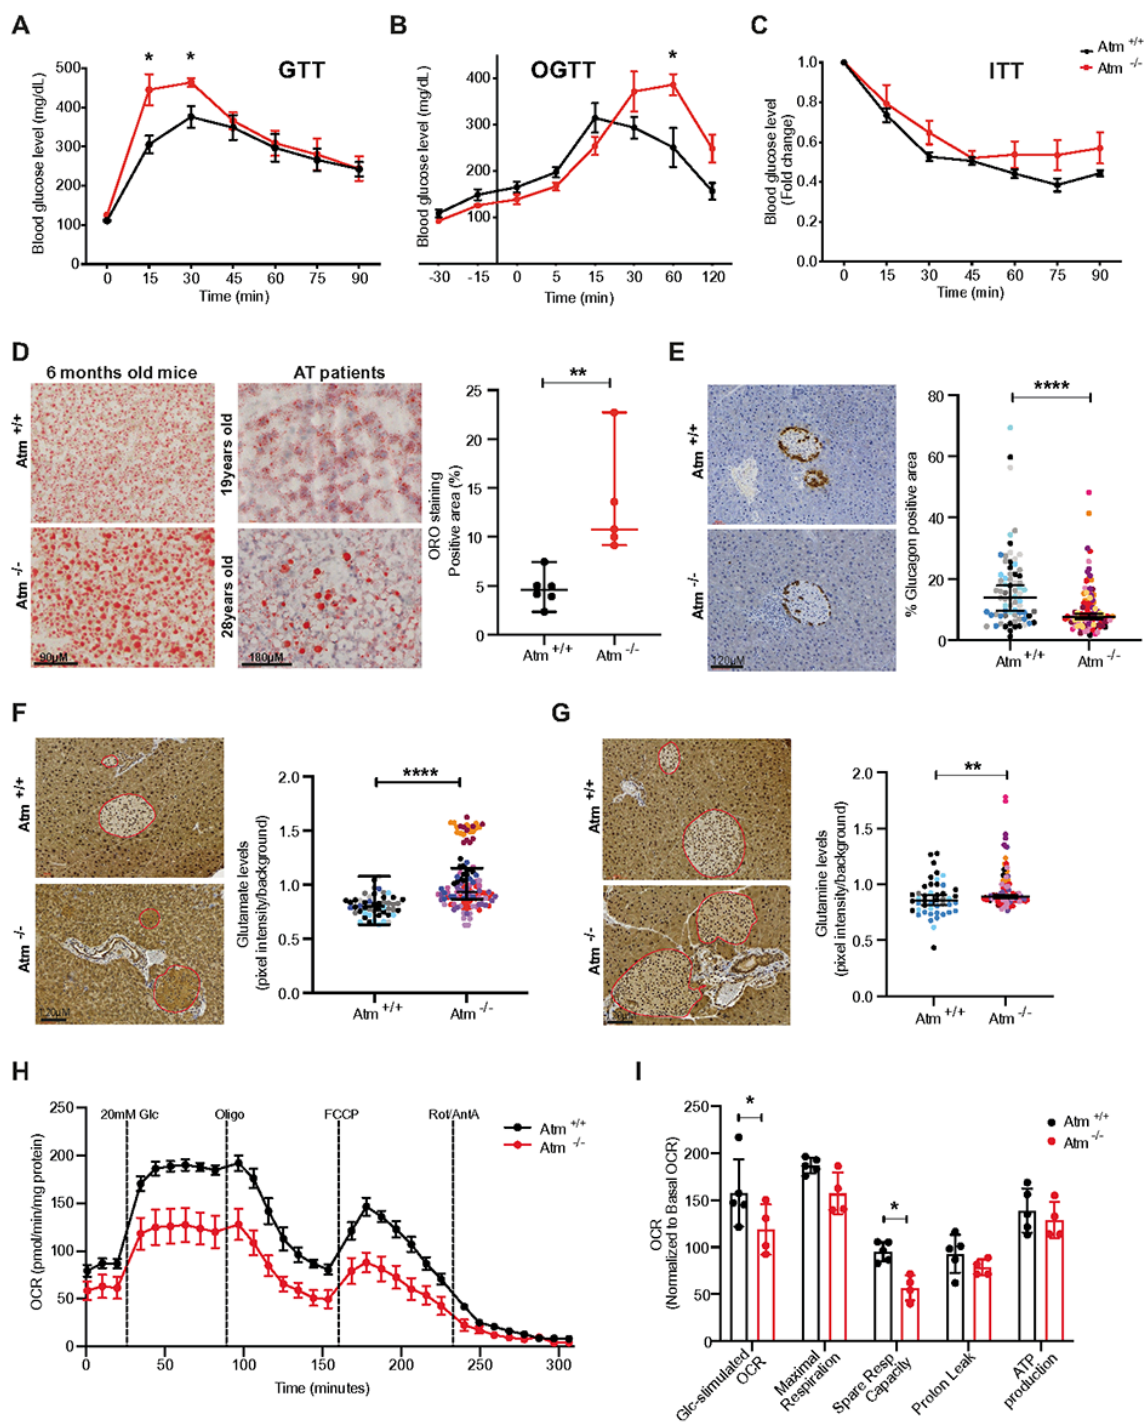 A
GTT
Blood glucose level (mg/dL)
500
400
300
200
100
0
* *
0 15 30 45 60 75 90
Time (min)
B
OGTT
Blood glucose level (mg/dL)
400
300
200
100
*
-30 -15 0 5 15 30 60 120
Time (min)
C
ITT
Atm +/+
Atm -/-
Blood glucose level
(Fold change)
1.0
0.8
0.6
0.4
0.2
0.0
0 15 30 45 60 75 90
Time (min)
D
6 months old mice
AT patients
Atm +/+
Atm -/-
19years old
28years old
90µM
180µM
ORO staining
Positive area (%)
25
20
15
10
5
0
**
Atm +/+
Atm -/-
E
Atm +/+
Atm -/-
120µM
% Glucagon positive area
80
60
40
20
0
****
Atm +/+
Atm -/-
F
Atm +/+
Atm -/-
120µM
Glutamate levels
(pixel intensity/background)
2.0
1.5
1.0
0.5
0.0
****
Atm +/+
Atm -/-
G
Atm +/+
Atm -/-
Glutamine levels
(pixel intensity/background)
2.0
1.5
1.0
0.5
0.0
**
Atm +/+
Atm -/-
H
OCR (pmol/min/mg protein)
250
200
150
100
50
0
20mM Glc
Oligo
FCCP
Rot/AntA
Atm +/+
Atm -/-
0 50 100 150 200 250 300
Time (minutes)
I
OCR
(Normalized to Basal OCR)
250
200
150
100
50
0
*
*
Atm +/+
Atm -/-
Glc-stimulated
OCR
Maximal
Respiration
Spare Resp
Capacity
Proton Leak
ATP
production